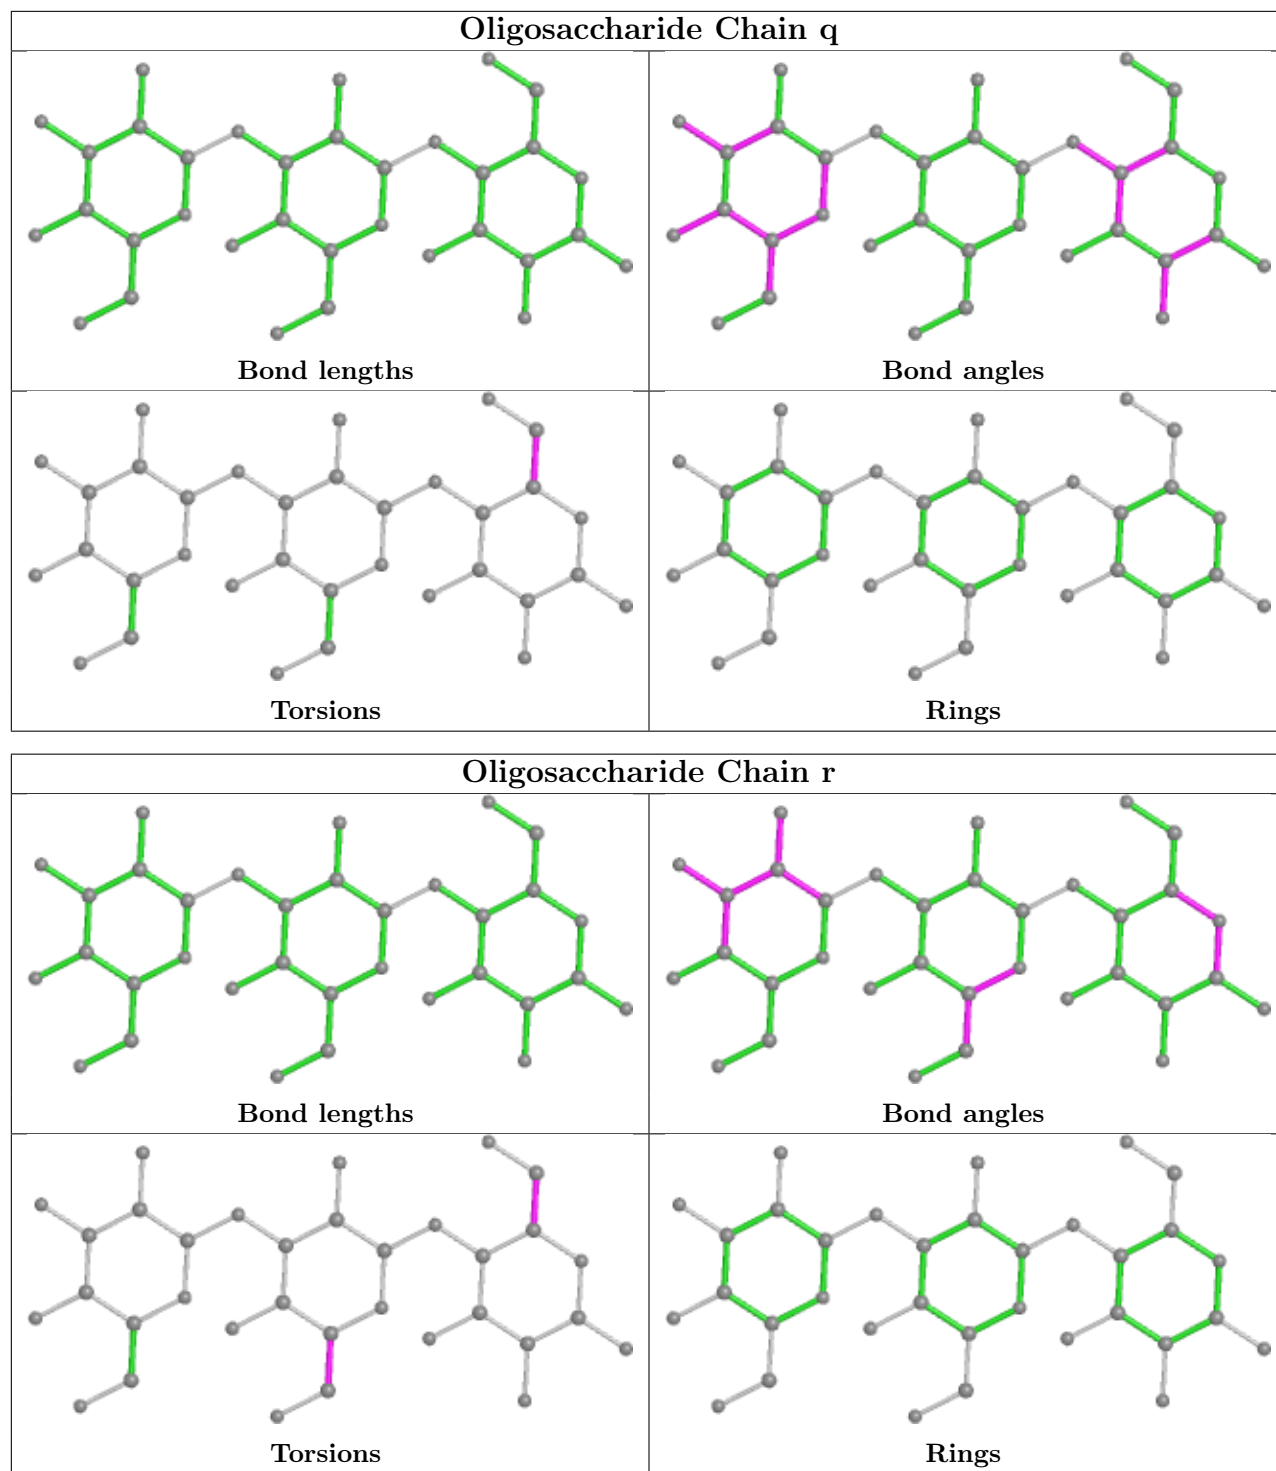 Oligosaccharide Chain q
Bond lengths
Bond angles
Torsions
Rings
Oligosaccharide Chain r
Bond lengths
Bond angles
Torsions
Rings